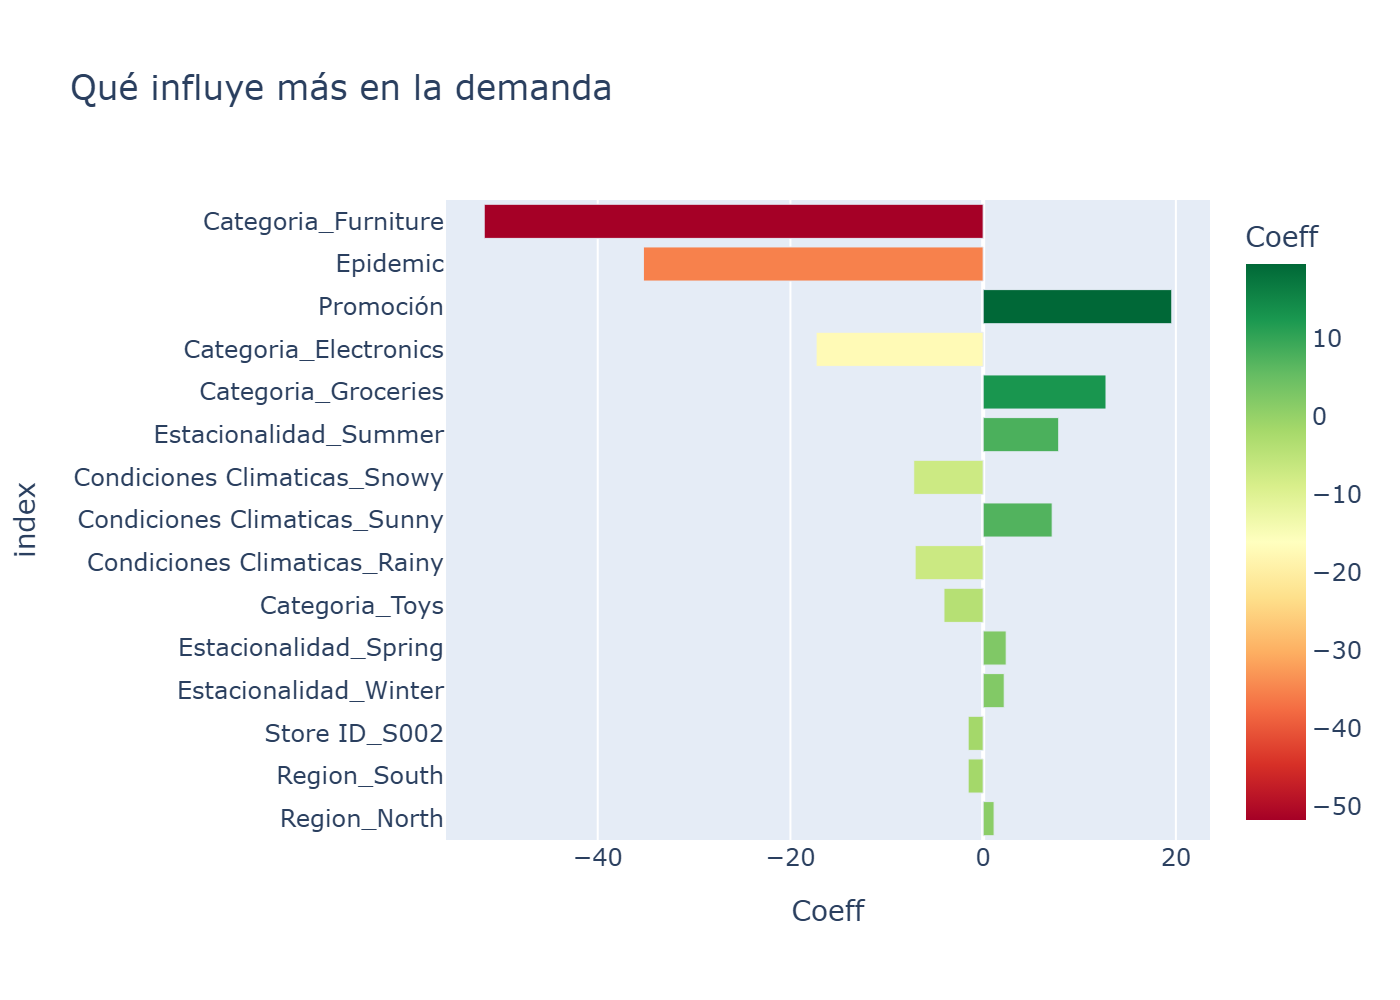 Qué influye más en la demanda
Coeff
Categoria_Furniture
Epidemic
Promoción
Categoria_Electronics
Categoria_Groceries
Estacionalidad_Summer
Condiciones Climaticas_Snowy
Condiciones Climaticas_Sunny
Condiciones Climaticas_Rainy
Categoria_Toys
Estacionalidad_Spring
Estacionalidad_Winter
Store ID_S002
Region_South
Region_North
index
10
0
−10
−20
−30
−40
−50
−40 −20 0 20
Coeff